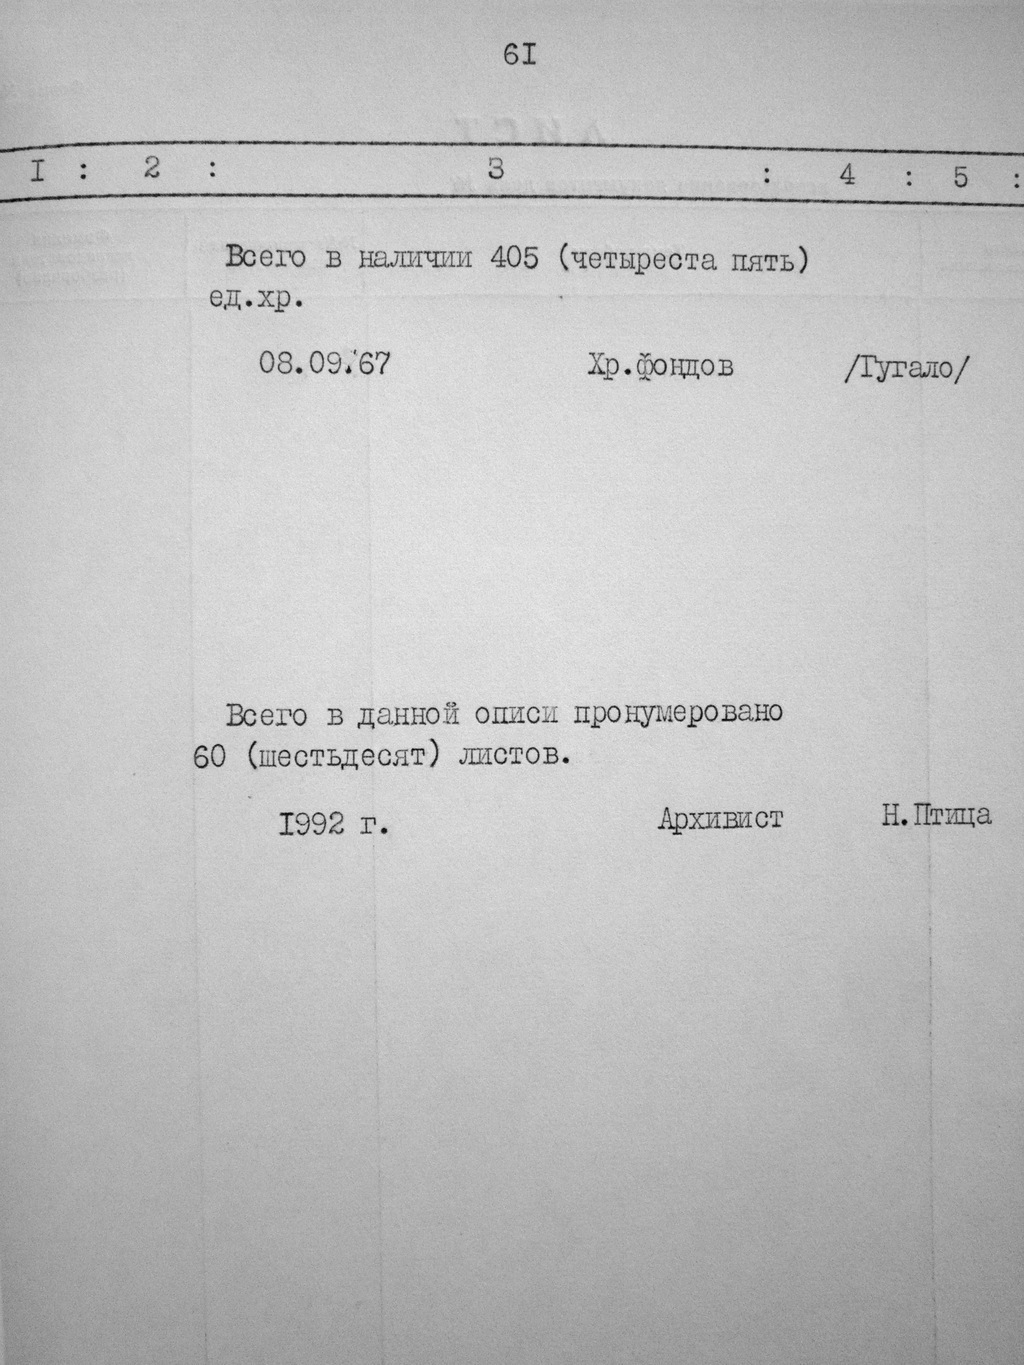 6I
I : 2 : 3 : 4 : 5 :
Всего в наличии 405 (четыреста пять)
ед.хр.
08.09.'67 Хр.фондов /Гугало/
Всего в данной описи пронумеровано
60 (шестьдесят) листов.
I992 г. Архивист Н.Птица